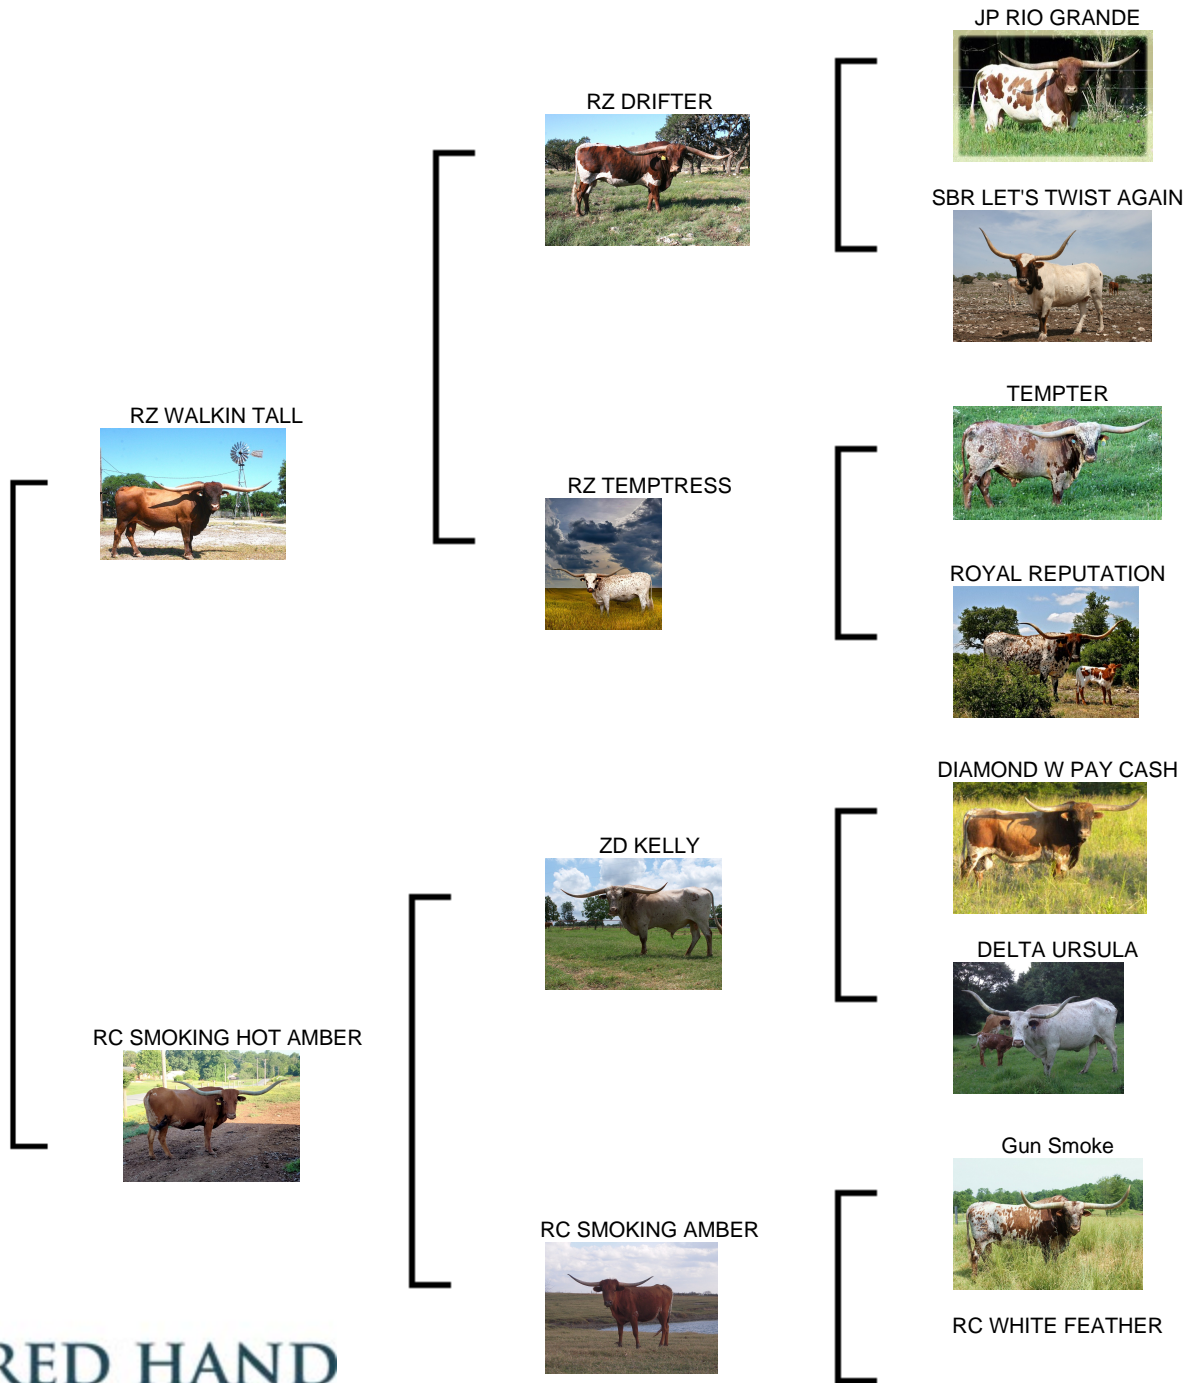 JP RIO GRANDE
RZ DRIFTER
SBR LET'S TWIST AGAIN
TEMPTER
RZ WALKIN TALL
RZ TEMPTRESS
ROYAL REPUTATION
DIAMOND W PAY CASH
ZD KELLY
DELTA URSULA
RC SMOKING HOT AMBER
Gun Smoke
RC SMOKING AMBER
RC WHITE FEATHER
RED HAND